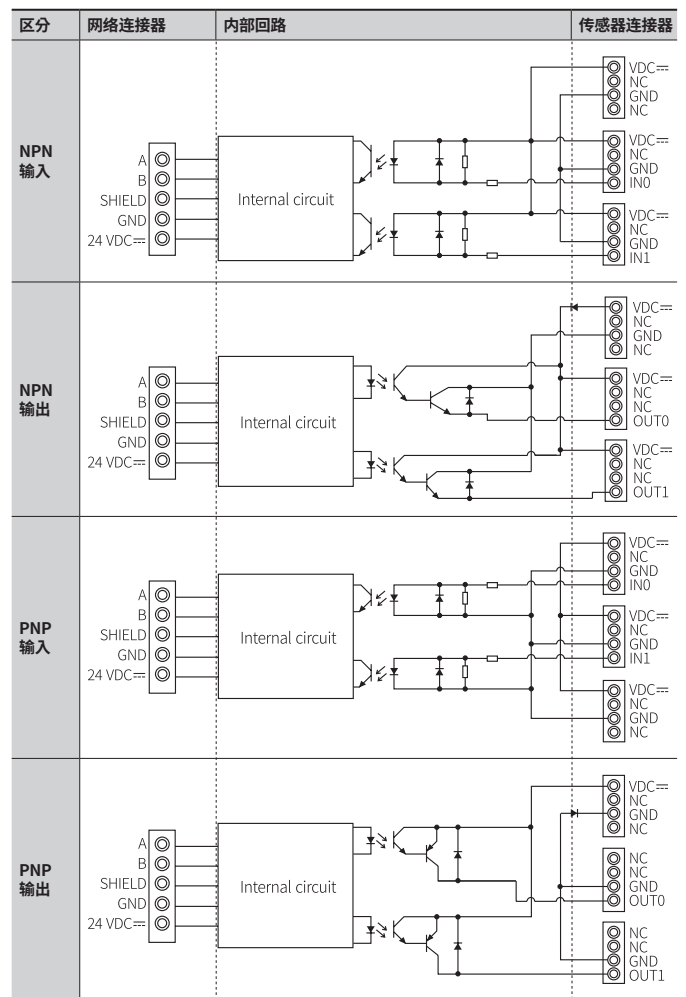 区分 网络连接器 内部回路 传感器连接器
NPN
输入
A
B
SHIELD
GND
24 VDC⎓
Internal circuit
VDC⎓
NC
GND
NC
VDC⎓
NC
GND
IN0
VDC⎓
NC
GND
IN1
NPN
输出
A
B
SHIELD
GND
24 VDC⎓
Internal circuit
VDC⎓
NC
GND
NC
VDC⎓
NC
NC
OUT0
VDC⎓
NC
NC
OUT1
PNP
输入
A
B
SHIELD
GND
24 VDC⎓
Internal circuit
VDC⎓
NC
GND
IN0
VDC⎓
NC
GND
IN1
VDC⎓
NC
GND
NC
PNP
输出
A
B
SHIELD
GND
24 VDC⎓
Internal circuit
VDC⎓
NC
GND
NC
NC
NC
GND
OUT0
NC
NC
GND
OUT1